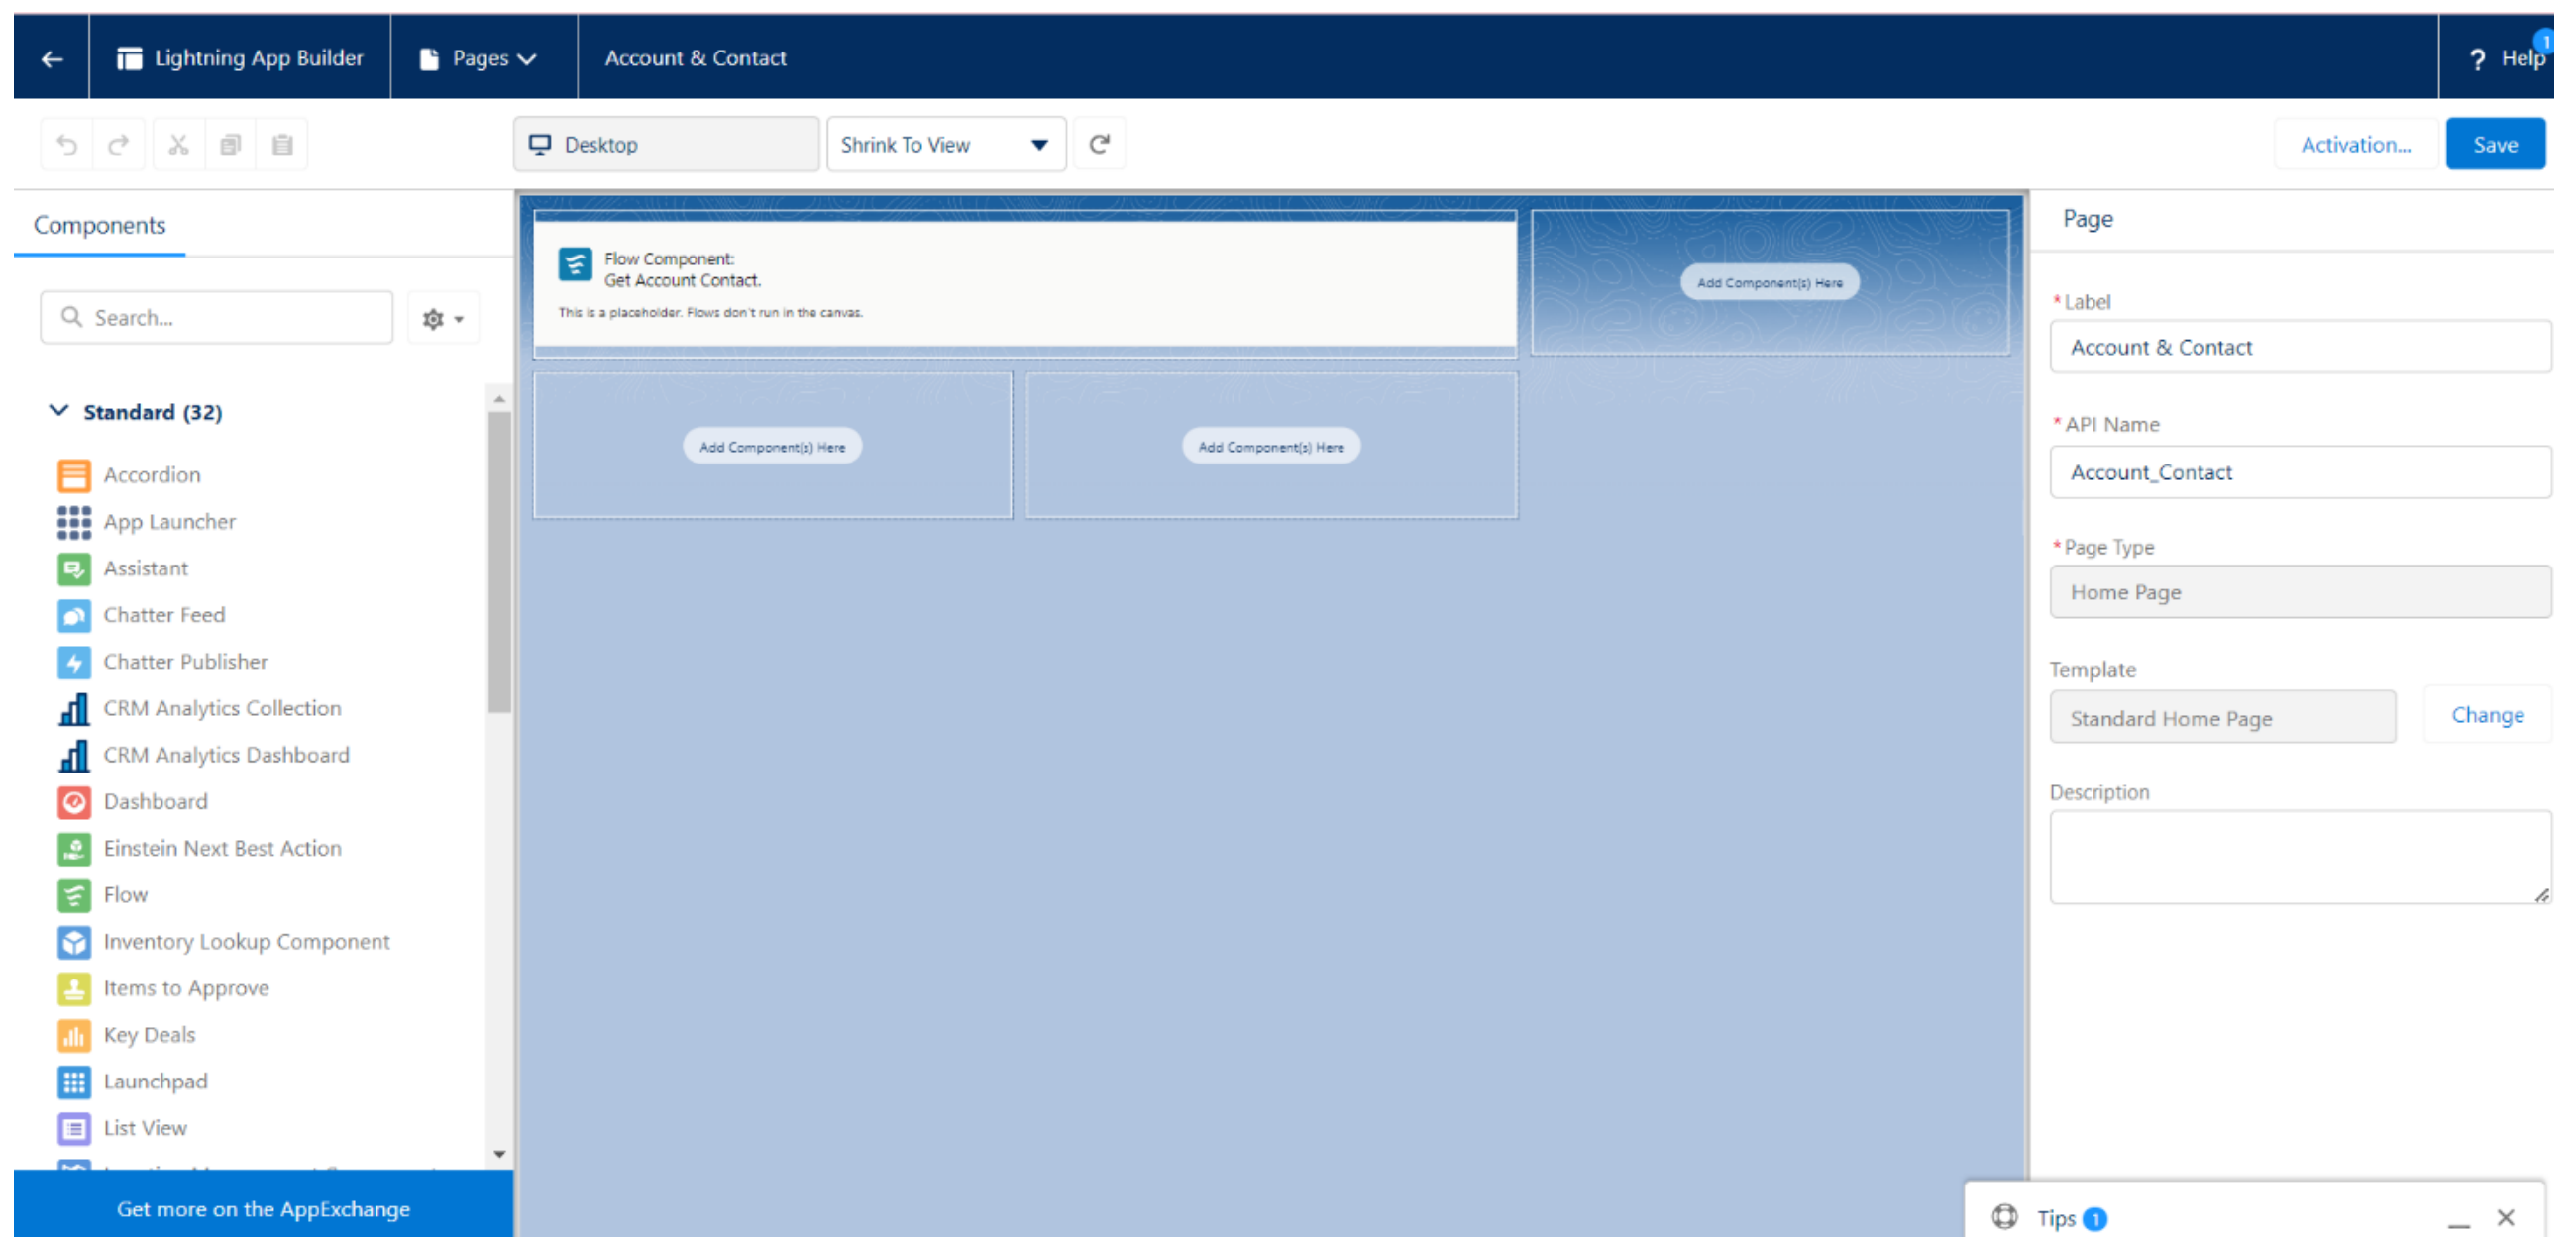 Lightning App Builder
Pages
Account & Contact
? Help
1
Desktop
Shrink To View
Activation...
Save
Components
Search...
Standard (32)
Accordion
App Launcher
Assistant
Chatter Feed
Chatter Publisher
CRM Analytics Collection
CRM Analytics Dashboard
Dashboard
Einstein Next Best Action
Flow
Inventory Lookup Component
Items to Approve
Key Deals
Launchpad
List View
Get more on the AppExchange
Flow Component:
Get Account Contact.
This is a placeholder. Flows don't run in the canvas.
Add Component(s) Here
Add Component(s) Here
Add Component(s) Here
Page
*Label
Account & Contact
*API Name
Account_Contact
*Page Type
Home Page
Template
Standard Home Page
Change
Description
Tips 1